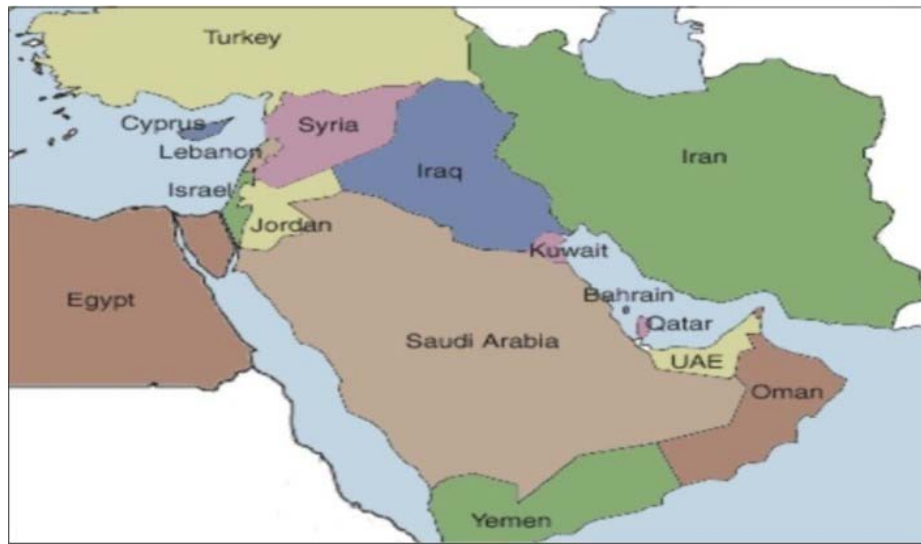 Turkey
Cyprus
Syria
Lebanon
Iran
Iraq
Israel
Jordan
Kuwait
Egypt
Bahrain
Qatar
Saudi Arabia
UAE
Oman
Yemen